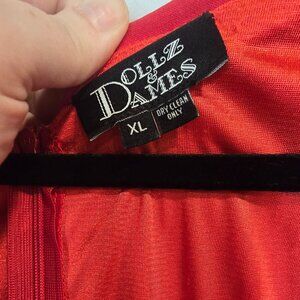 DOLLZ
&
DAMES
XL
DRY CLEAN
ONLY